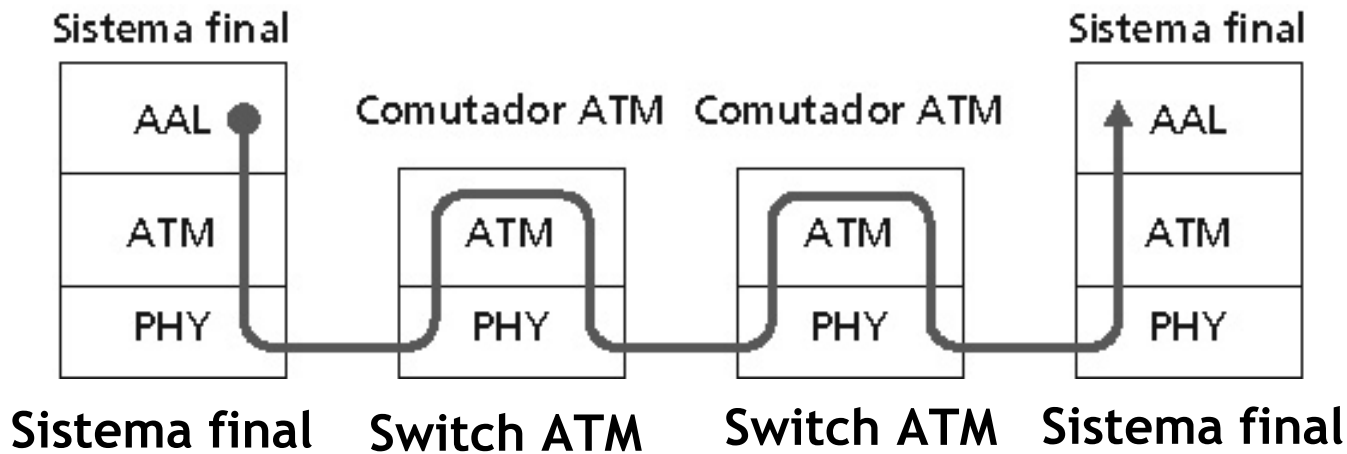 Sistema final
Sistema final
Comutador ATM
Comutador ATM
AAL
AAL
ATM
ATM
ATM
ATM
PHY
PHY
PHY
PHY
Sistema final
Switch ATM
Switch ATM
Sistema final